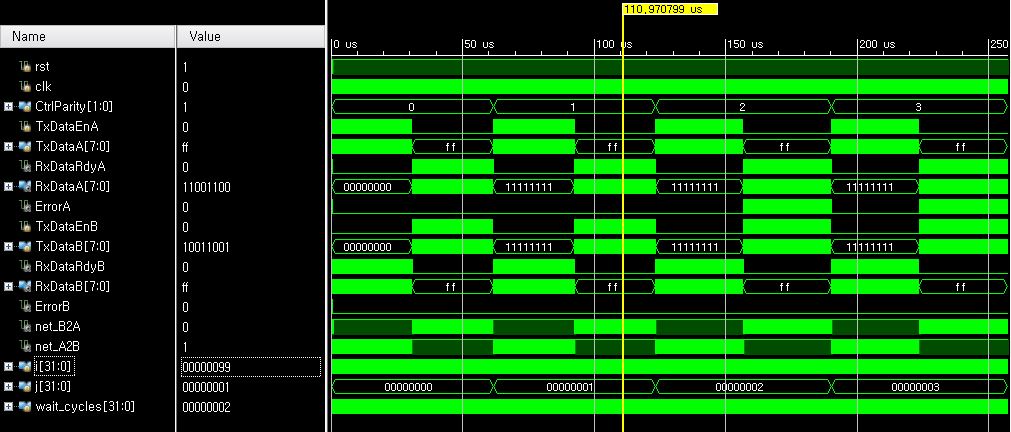 110,970799 us
Name Value
0 us 50 us 100 us 150 us 200 us 250
rst 1
clk 0
CtrlParity[1:0] 1 0 1 2 3
TxDataEnA 0
TxDataA[7:0] ff ff ff ff ff
RxDataRdyA 0
RxDataA[7:0] 11001100 00000000 11111111 11111111 11111111
ErrorA 0
TxDataEnB 0
TxDataB[7:0] 10011001 00000000 11111111 11111111 11111111
RxDataRdyB 0
RxDataB[7:0] ff ff ff ff ff
ErrorB 0
net_B2A 0
net_A2B 1
i[31:0] 00000099
j[31:0] 00000001 00000000 00000001 00000002 00000003
wait_cycles[31:0] 00000002